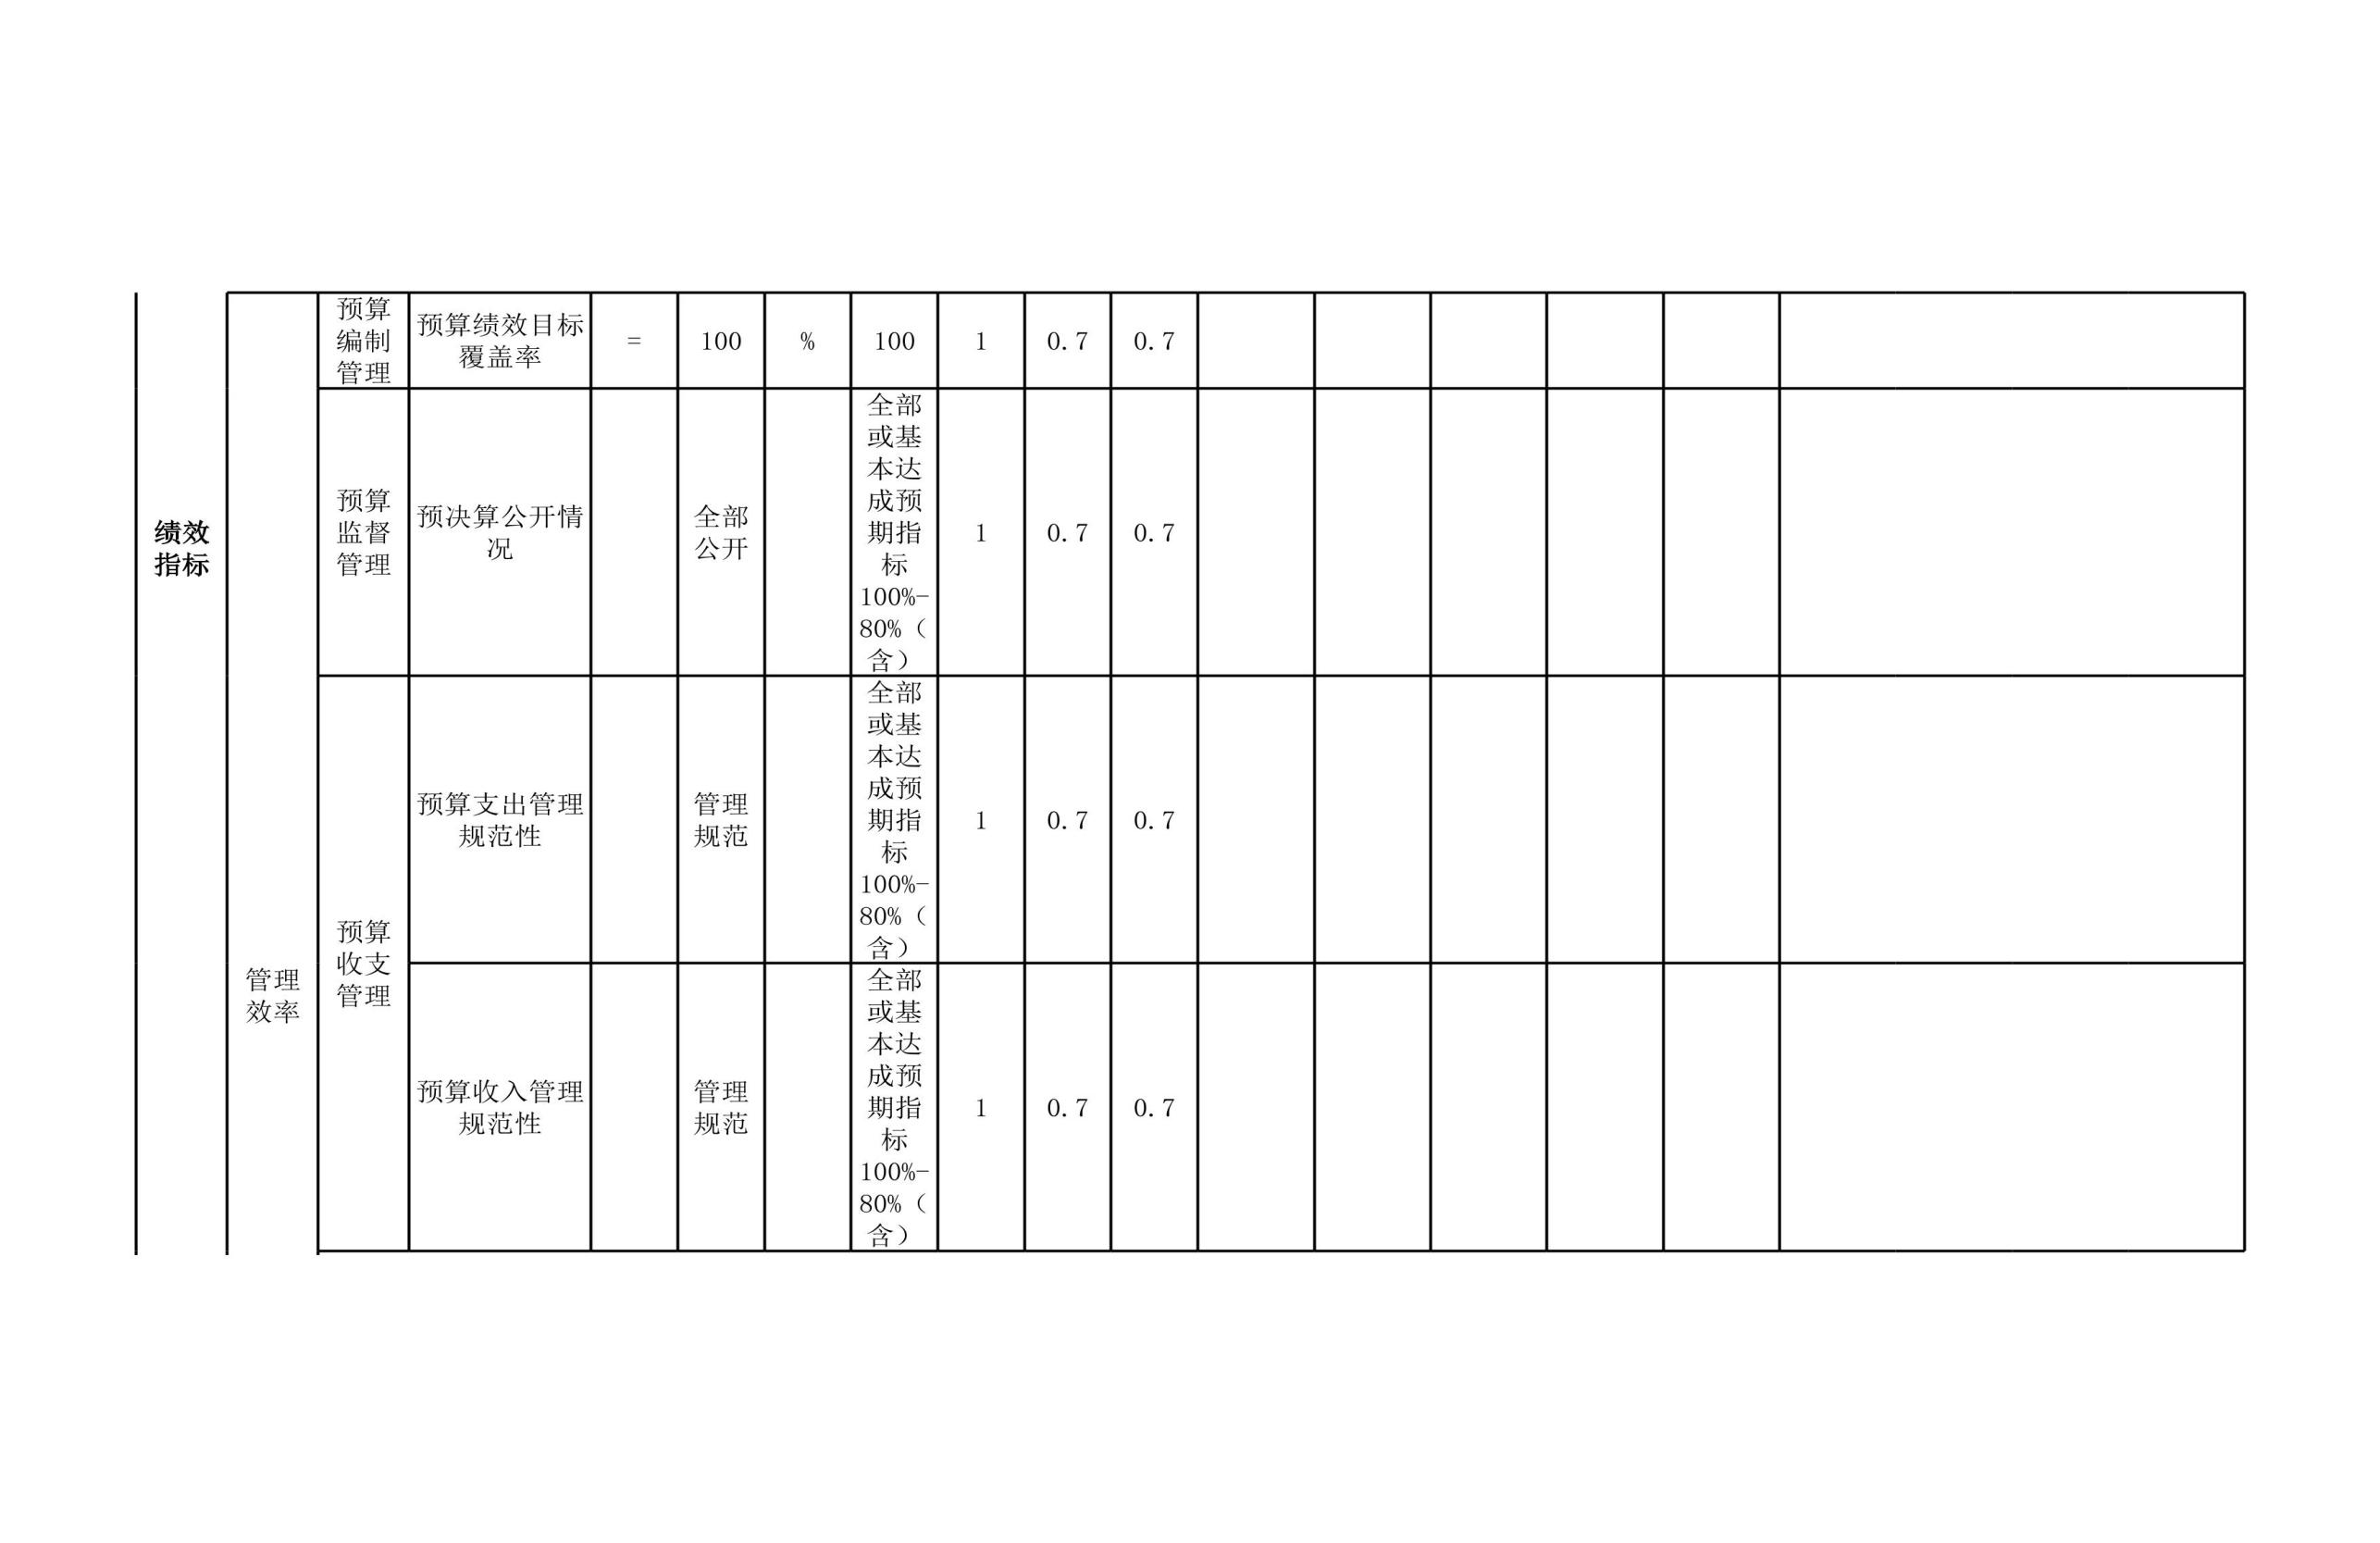 绩效
指标
管理
效率
预算
编制
管理
预算绩效目标
覆盖率
=
100
%
100
1
0.7
0.7
预算
监督
管理
预决算公开情
况
全部
公开
全部
或基
本达
成预
期指
标
100%-
80%（
含）
1
0.7
0.7
预算
收支
管理
预算支出管理
规范性
管理
规范
全部
或基
本达
成预
期指
标
100%-
80%（
含）
1
0.7
0.7
预算收入管理
规范性
管理
规范
全部
或基
本达
成预
期指
标
100%-
80%（
含）
1
0.7
0.7